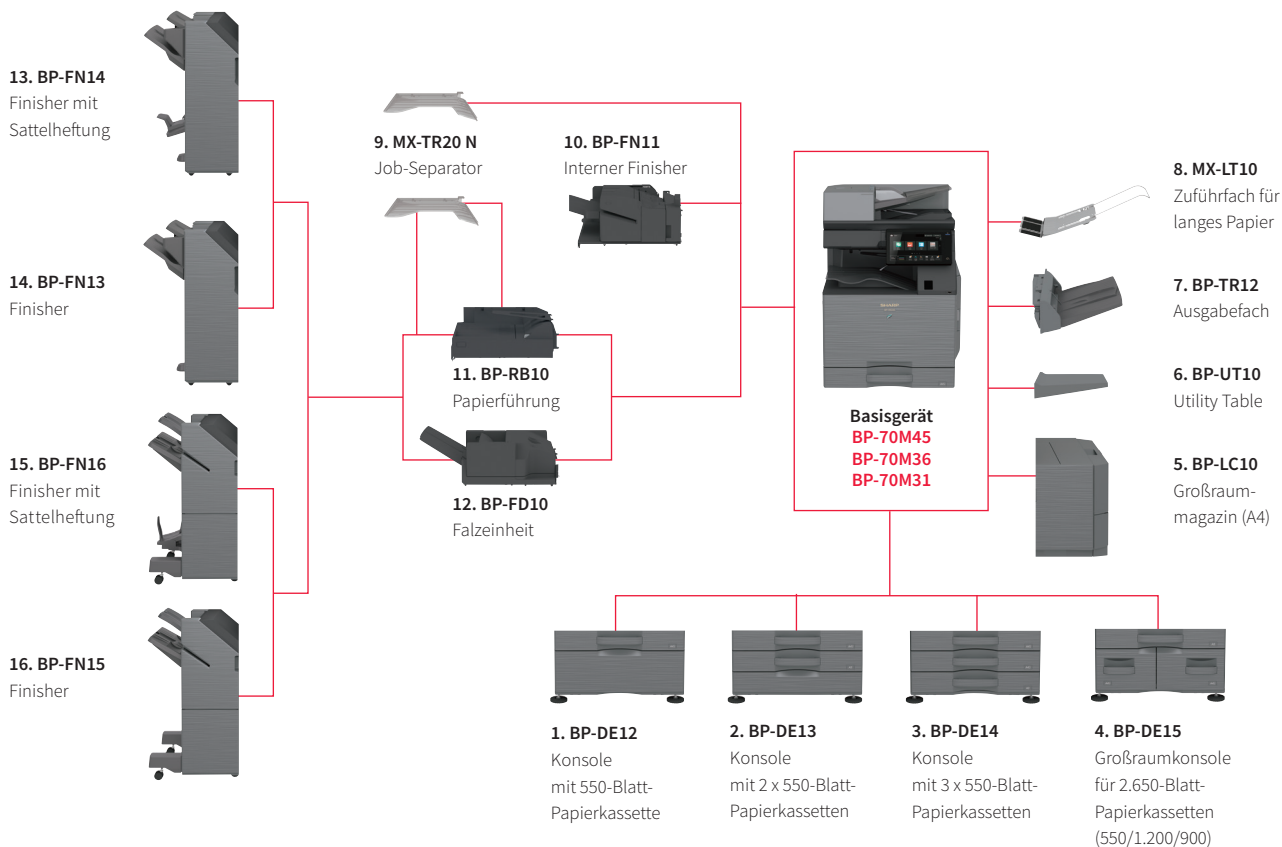 13. BP-FN14
Finisher mit
Sattelheftung
14. BP-FN13
Finisher
15. BP-FN16
Finisher mit
Sattelheftung
16. BP-FN15
Finisher
9. MX-TR20 N
Job-Separator
10. BP-FN11
Interner Finisher
11. BP-RB10
Papierführung
12. BP-FD10
Falzeinheit
SHARP
Basisgerät
BP-70M45
BP-70M36
BP-70M31
8. MX-LT10
Zuführfach für
langes Papier
7. BP-TR12
Ausgabefach
6. BP-UT10
Utility Table
5. BP-LC10
Großraum-
magazin (A4)
1. BP-DE12
Konsole
mit 550-Blatt-
Papierkassette
2. BP-DE13
Konsole
mit 2 x 550-Blatt-
Papierkassetten
3. BP-DE14
Konsole
mit 3 x 550-Blatt-
Papierkassetten
4. BP-DE15
Großraumkonsole
für 2.650-Blatt-
Papierkassetten
(550/1.200/900)